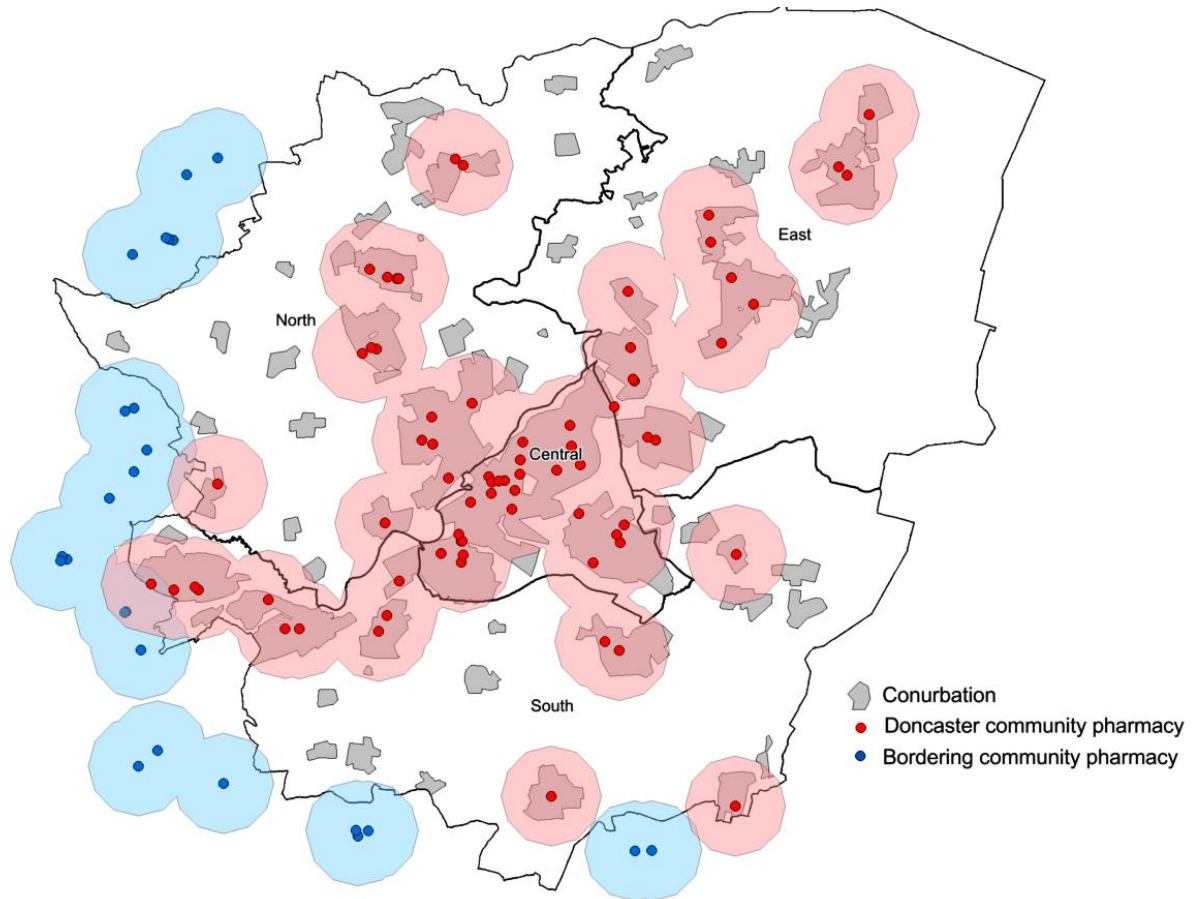 East
North
Central
South
Conurbation
Doncaster community pharmacy
Bordering community pharmacy